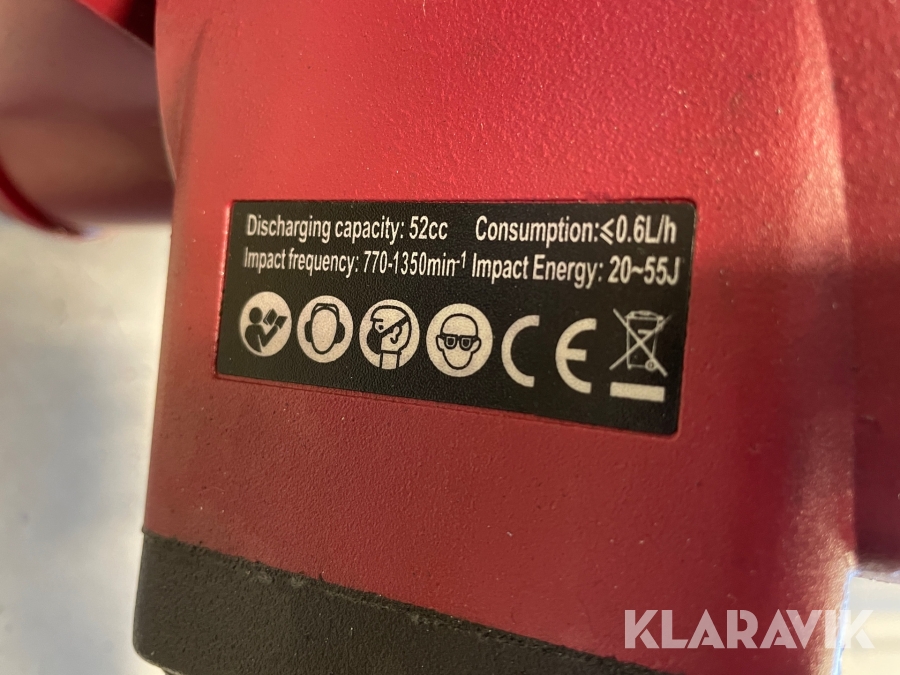 Discharging capacity: 52cc Consumption:≤0.6L/h
Impact frequency: 770-1350min-1 Impact Energy: 20~55J
CE
KLARAVIK